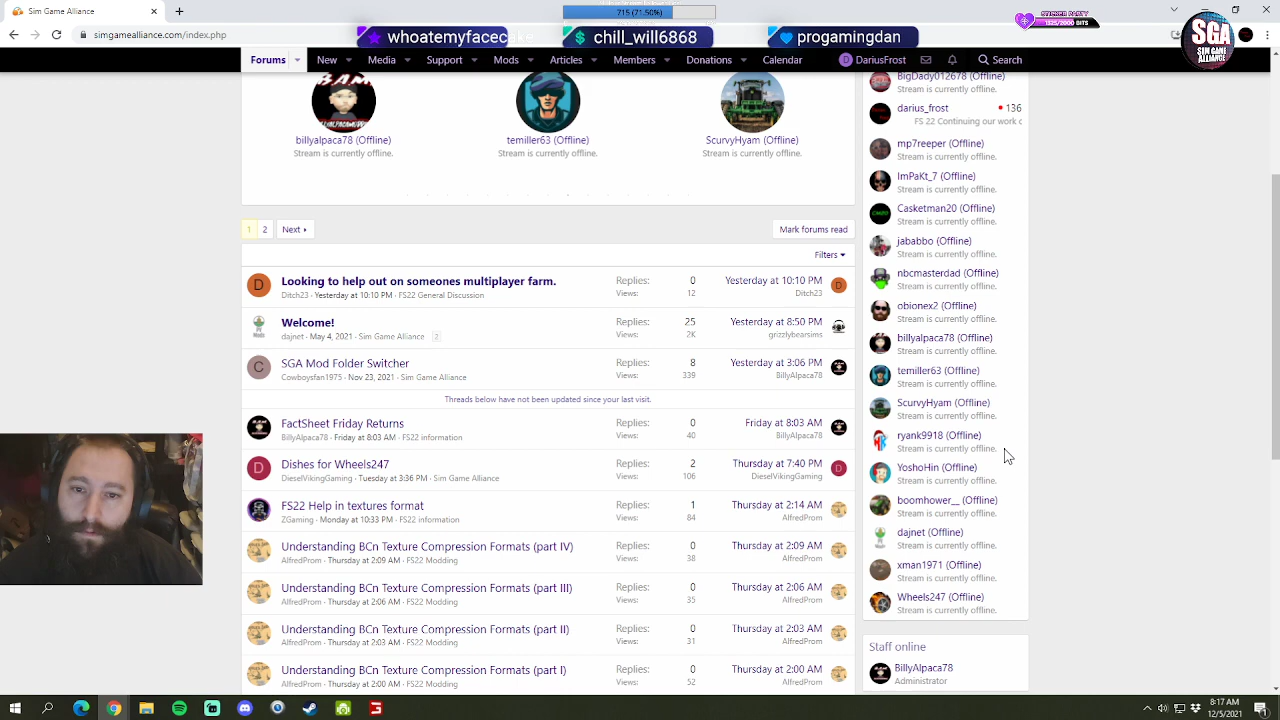 Sim Game Alliance
715 (71.50%)
STICKER PARTY
1525/2000 BITS
simgamealliance.com/index.php
whoatemyfacecake
chill_will6868
progamingdan
SGA
SIM GAME
ALLIANCE
Forums New Media Support Mods Articles Members Donations Calendar DariusFrost Search
billyalpaca78 (Offline)
Stream is currently offline.
temiller63 (Offline)
Stream is currently offline.
ScurvyHyam (Offline)
Stream is currently offline.
1 2 Next
Mark forums read
Filters
Looking to help out on someones multiplayer farm.
Ditch23 · Yesterday at 10:10 PM · FS22 General Discussion
Replies: 0
Views: 12
Yesterday at 10:10 PM
Ditch23
D
D
Welcome!
dajnet · May 4, 2021 · Sim Game Alliance
2
Replies: 25
Views: 2K
Yesterday at 8:50 PM
grizzlybearsims
SGA Mod Folder Switcher
Cowboysfan1975 · Nov 23, 2021 · Sim Game Alliance
Replies: 8
Views: 339
Yesterday at 3:06 PM
BillyAlpaca78
C
Threads below have not been updated since your last visit.
FactSheet Friday Returns
BillyAlpaca78 · Friday at 8:03 AM · FS22 information
Replies: 0
Views: 40
Friday at 8:03 AM
BillyAlpaca78
Dishes for Wheels247
DieselVikingGaming · Tuesday at 3:36 PM · Sim Game Alliance
Replies: 2
Views: 106
Thursday at 7:40 PM
DieselVikingGaming
D
D
FS22 Help in textures format
ZGaming · Monday at 10:33 PM · FS22 information
Replies: 1
Views: 84
Thursday at 2:14 AM
AlfredProm
Understanding BCn Texture Compression Formats (part IV)
AlfredProm · Thursday at 2:09 AM · FS22 Modding
Replies: 0
Views: 38
Thursday at 2:09 AM
AlfredProm
Understanding BCn Texture Compression Formats (part III)
AlfredProm · Thursday at 2:06 AM · FS22 Modding
Replies: 0
Views: 35
Thursday at 2:06 AM
AlfredProm
Understanding BCn Texture Compression Formats (part II)
AlfredProm · Thursday at 2:03 AM · FS22 Modding
Replies: 0
Views: 31
Thursday at 2:03 AM
AlfredProm
Understanding BCn Texture Compression Formats (part I)
AlfredProm · Thursday at 2:00 AM · FS22 Modding
Replies: 0
Views: 52
Thursday at 2:00 AM
AlfredProm
BigDady012678 (Offline)
Stream is currently offline.
darius_frost 136
FS 22 Continuing our work
mp7reeper (Offline)
Stream is currently offline.
ImPaKt_7 (Offline)
Stream is currently offline.
Casketman20 (Offline)
Stream is currently offline.
jababbo (Offline)
Stream is currently offline.
nbcmasterdad (Offline)
Stream is currently offline.
obionex2 (Offline)
Stream is currently offline.
billyalpaca78 (Offline)
Stream is currently offline.
temiller63 (Offline)
Stream is currently offline.
ScurvyHyam (Offline)
Stream is currently offline.
ryank9918 (Offline)
Stream is currently offline.
YoshoHin (Offline)
Stream is currently offline.
boomhower__ (Offline)
Stream is currently offline.
dajnet (Offline)
Stream is currently offline.
xman1971 (Offline)
Stream is currently offline.
Wheels247 (Offline)
Stream is currently offline.
Staff online
BillyAlpaca78
Administrator
8:17 AM
12/5/2021